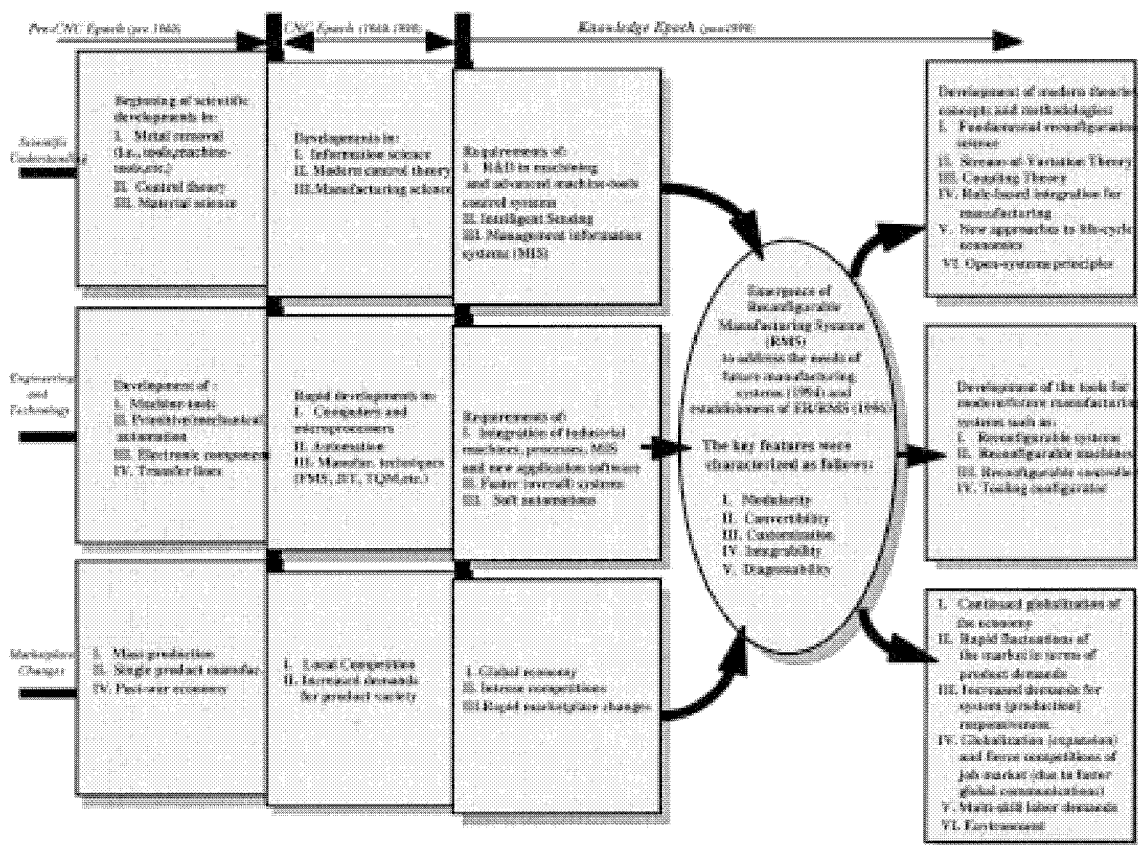 Pre-CNC Epoch (pre 1960)
CNC Epoch (1960-1990)
Knowledge Epoch (post 1990)
Scientific
Understanding
Beginning of scientific
developments in:
I. Metal removal
(i.e., tools, machine-
tools, etc.)
II. Control theory
III. Material science
Developments in:
I. Information science
II. Modern control theory
III. Manufacturing science
Requirements of:
I. R&D in machining
and advanced machine-tools
control systems
II. Intelligent Sensing
III. Management information
systems (MIS)
Engineering
and
Technology
Development of :
I. Machine-tools
II. Primitive/mechanical
automation
III. Electronic component
IV. Transfer lines
Rapid developments in:
I. Computers and
microprocessors
II. Automation
III. Manufac. techniques
(FMS, JIT, TQM, etc.)
Requirements of:
I. Integration of industrial
machines, processes, MIS
and new application software
II. Faster (overall) systems
III. Soft automations
Marketplace
Changes
I. Mass production
II. Single product manufac.
IV. Post-war economy
I. Local Competition
II. Increased demands
for product variety
I. Global economy
II. Intense competitions
III. Rapid marketplace changes
Emergence of
Reconfigurable
Manufacturing Systems
(RMS)
to address the needs of
future manufacturing
systems (1994) and
establishment of ER/RMS (1996)
The key features were
characterized as follows:
I. Modularity
II. Convertibility
III. Customization
IV. Integrability
V. Diagnosability
Development of modern theories
concepts and methodologies:
I. Fundamental reconfiguration
science
II. Stream-of-Variation Theory
III. Coupling Theory
IV. Rule-based integration for
manufacturing
V. New approaches to life-cycle
economics
VI. Open-systems principles
Development of the tools for
modern/future manufacturing
systems such as:
I. Reconfigurable systems
II. Reconfigurable machines
III. Reconfigurable controller
IV. Tooling configurator
I. Continued globalization of
the economy
II. Rapid fluctuations of
the market in terms of
product demands
III. Increased demands for
system (production)
responsiveness
IV. Globalization (expansion)
and fierce competitions of
job market (due to faster
global communications)
V. Multi-skill labor demands
VI. Environment